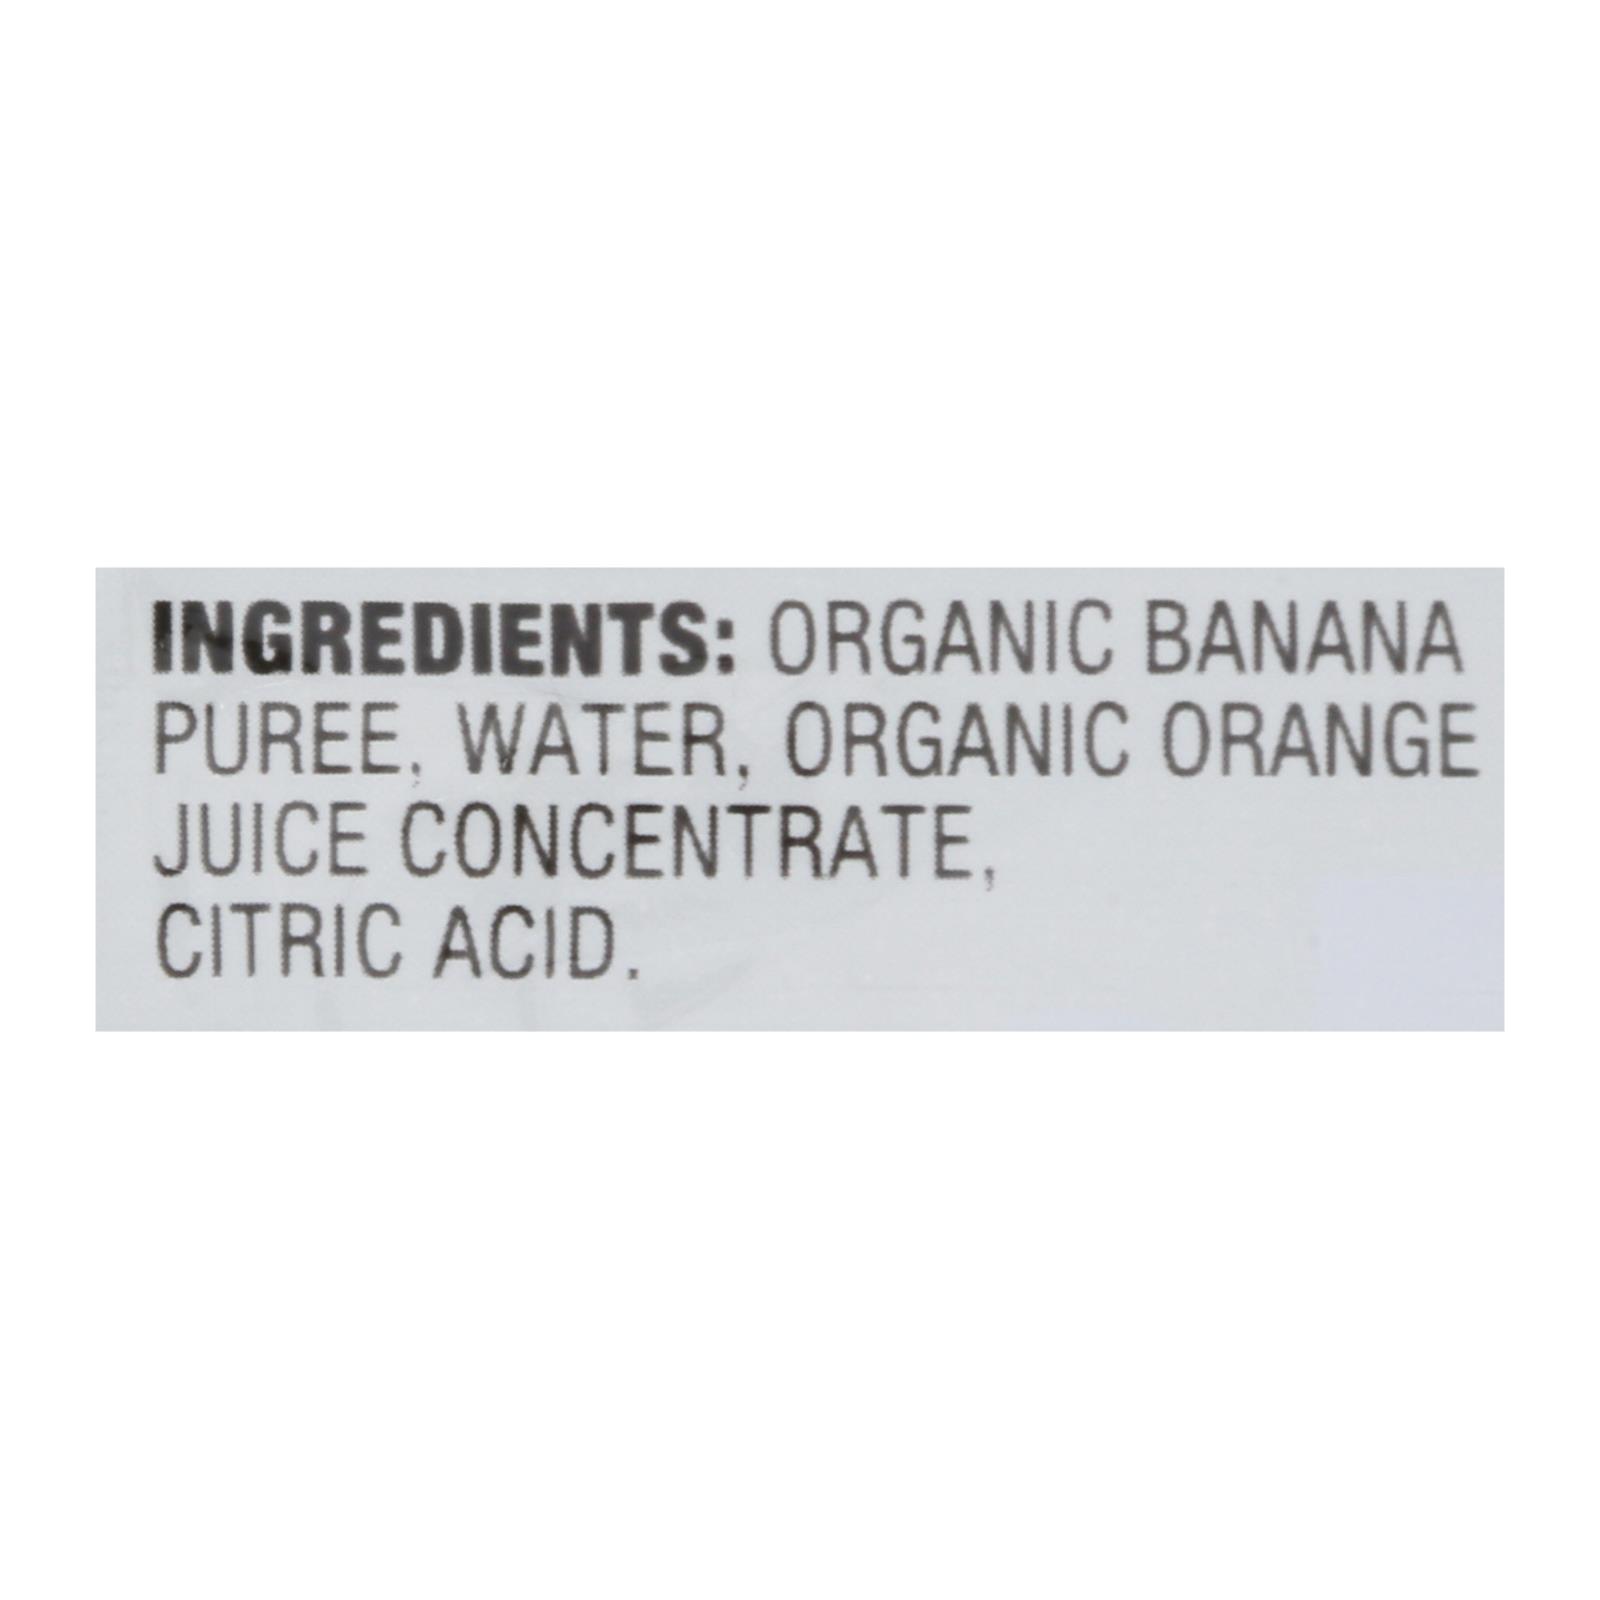 INGREDIENTS: ORGANIC BANANA
PUREE, WATER, ORGANIC ORANGE
JUICE CONCENTRATE,
CITRIC ACID.